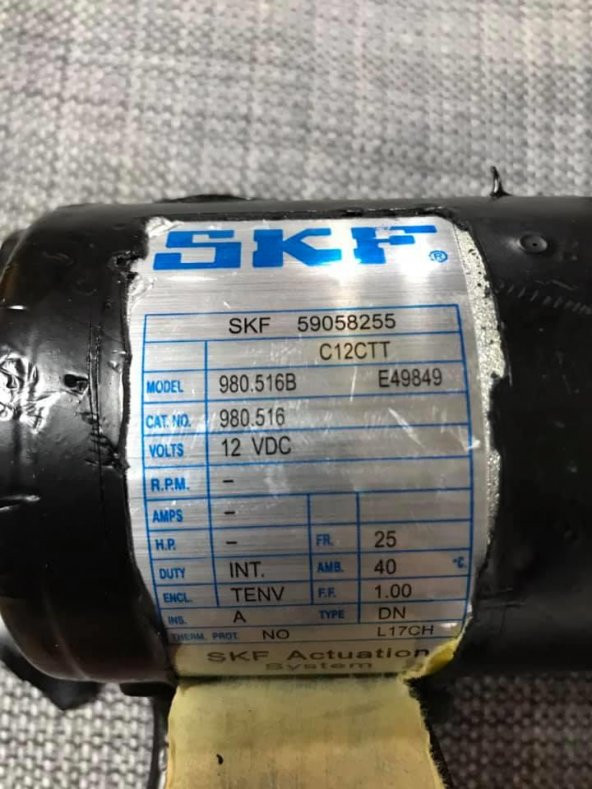 SKF®
SKF 59058255
C12CTT
MODEL 980.516B E49849
CAT. NO. 980.516
VOLTS 12 VDC
R.P.M. -
AMPS -
H.P. - FR. 25
DUTY INT. AMB. 40 °C.
ENCL. TENV F.F. 1.00
INS. A TYPE DN
THERM. PROT. NO L17CH
SKF Actuation
System